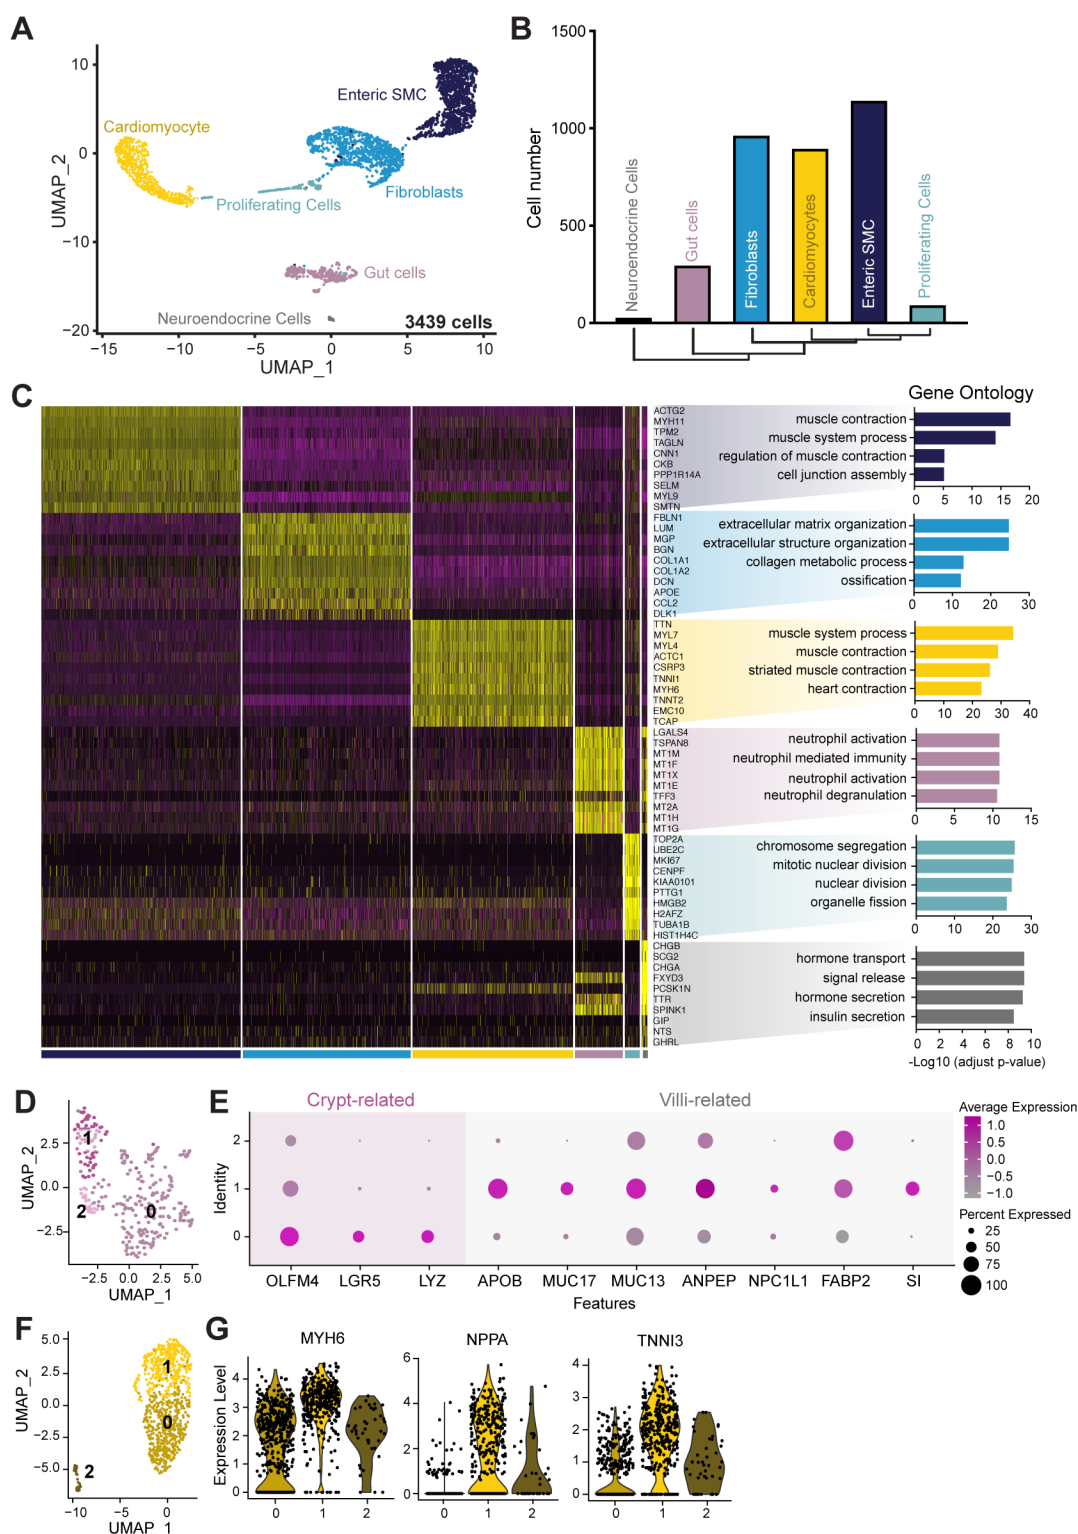 A
10
0
−10
−20
UMAP_2
Enteric SMC
Cardiomyocyte
Fibroblasts
Proliferating Cells
Gut cells
Neuroendocrine Cells
3439 cells
−15
−10
−5
0
5
10
UMAP_1
B
1500
1000
500
0
Cell number
Neuroendocrine Cells
Gut cells
Fibroblasts
Cardiomyocytes
Enteric SMC
Proliferating Cells
C
Gene Ontology
ACTG2
MYH11
TPM2
TAGLN
CNN1
CKB
PPP1R14A
SELM
MYL9
SMTN
FBLN1
LUM
MGP
BGN
COL1A1
COL1A2
DCN
APOE
CCL2
DLK1
TTN
MYL7
MYL4
ACTC1
CSRP3
TNNI1
MYH6
TNNT2
EMC10
TCAP
LGALS4
TSPAN8
MT1M
MT1F
MT1X
MT1E
TFF3
MT2A
MT1H
MT1G
TOP2A
UBE2C
MKI67
CENPF
KIAA0101
PTTG1
HMGB2
H2AFZ
TUBA1B
HIST1H4C
CHGB
SCG2
CHGA
FXYD3
PCSK1N
TTR
SPINK1
GIP
NTS
GHRL
muscle contraction
muscle system process
regulation of muscle contraction
cell junction assembly
0 5 10 15 20
extracellular matrix organization
extracellular structure organization
collagen metabolic process
ossification
0 10 20 30
muscle system process
muscle contraction
striated muscle contraction
heart contraction
0 10 20 30 40
neutrophil activation
neutrophil mediated immunity
neutrophil activation
neutrophil degranulation
0 5 10 15
chromosome segregation
mitotic nuclear division
nuclear division
organelle fission
0 10 20 30
hormone transport
signal release
hormone secretion
insulin secretion
0 2 4 6 8 10
-Log10 (adjust p-value)
D
2.5
0.0
−2.5
UMAP_2
1
2
0
−2.5 0.0 2.5 5.0
UMAP_1
E
Crypt-related
Villi-related
Identity
2
1
0
OLFM4 LGR5 LYZ APOB MUC17 MUC13 ANPEP NPC1L1 FABP2 SI
Features
Average Expression
1.0
0.5
0.0
−0.5
−1.0
Percent Expressed
25
50
75
100
F
5.0
2.5
0.0
−2.5
−5.0
UMAP_2
1
0
2
−10 −5 0
UMAP_1
G
Expression Level
MYH6
4
3
2
1
0
0 1 2
NPPA
6
4
2
0
0 1 2
TNNI3
4
3
2
1
0
0 1 2